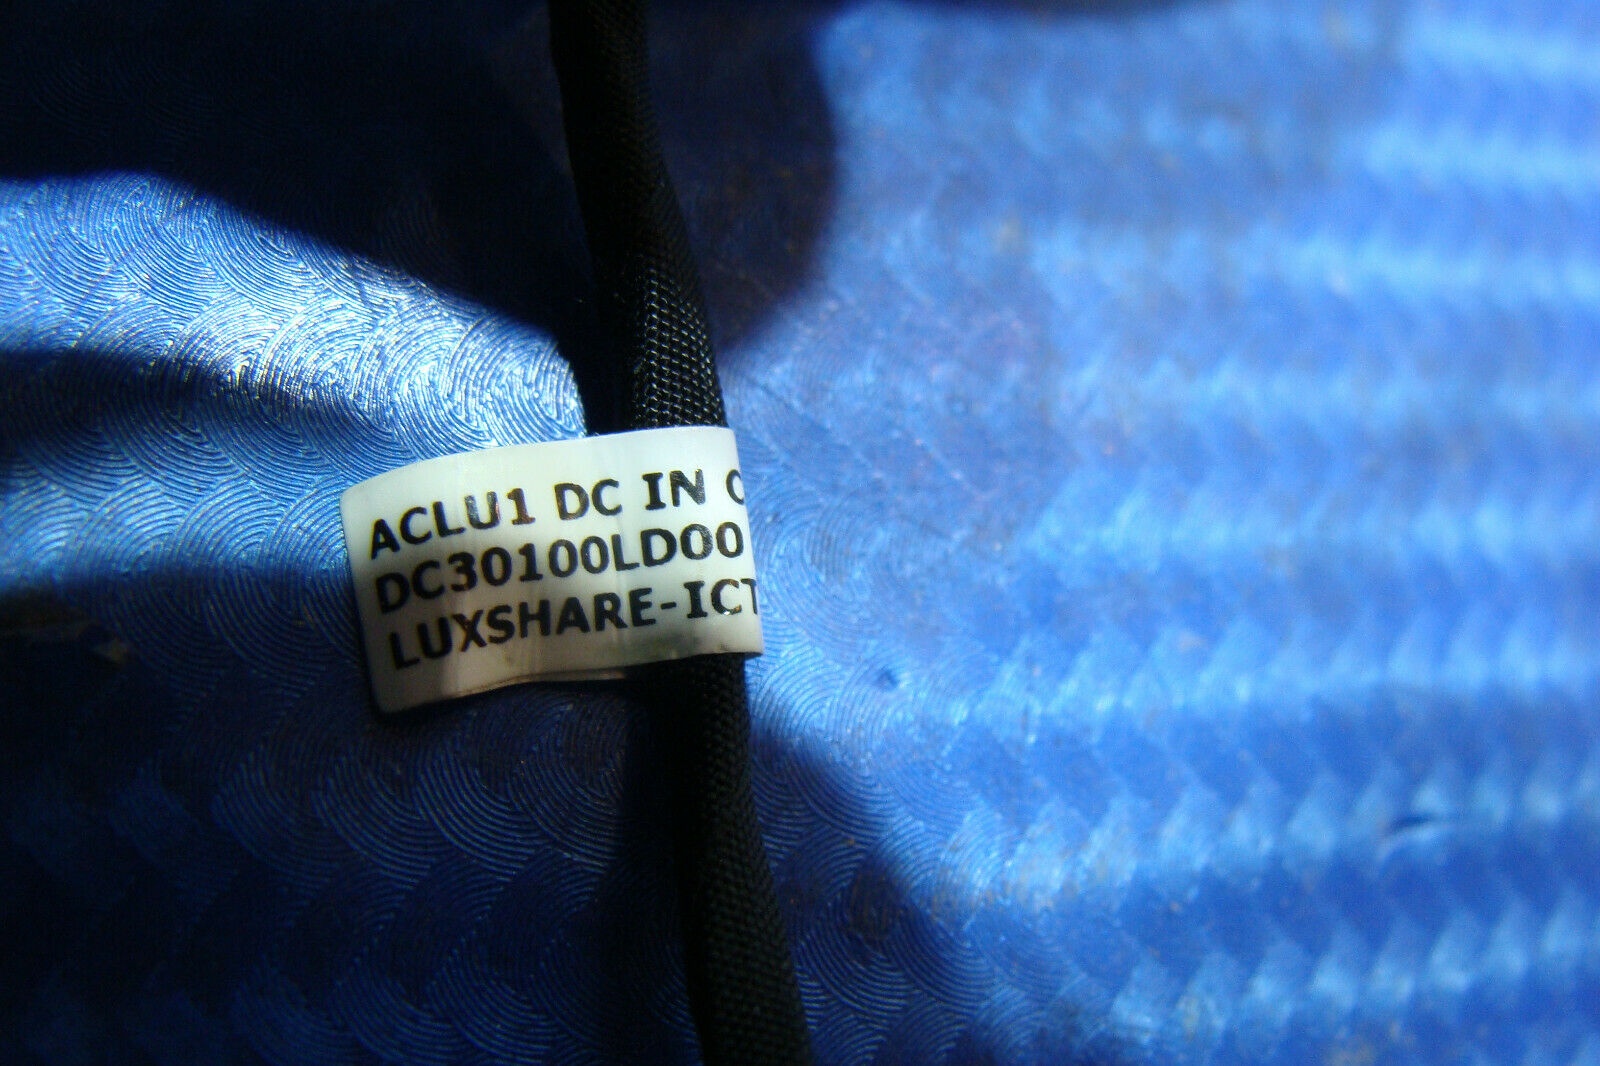 ACLU1 DC IN C
DC30100LD00
LUXSHARE-ICT